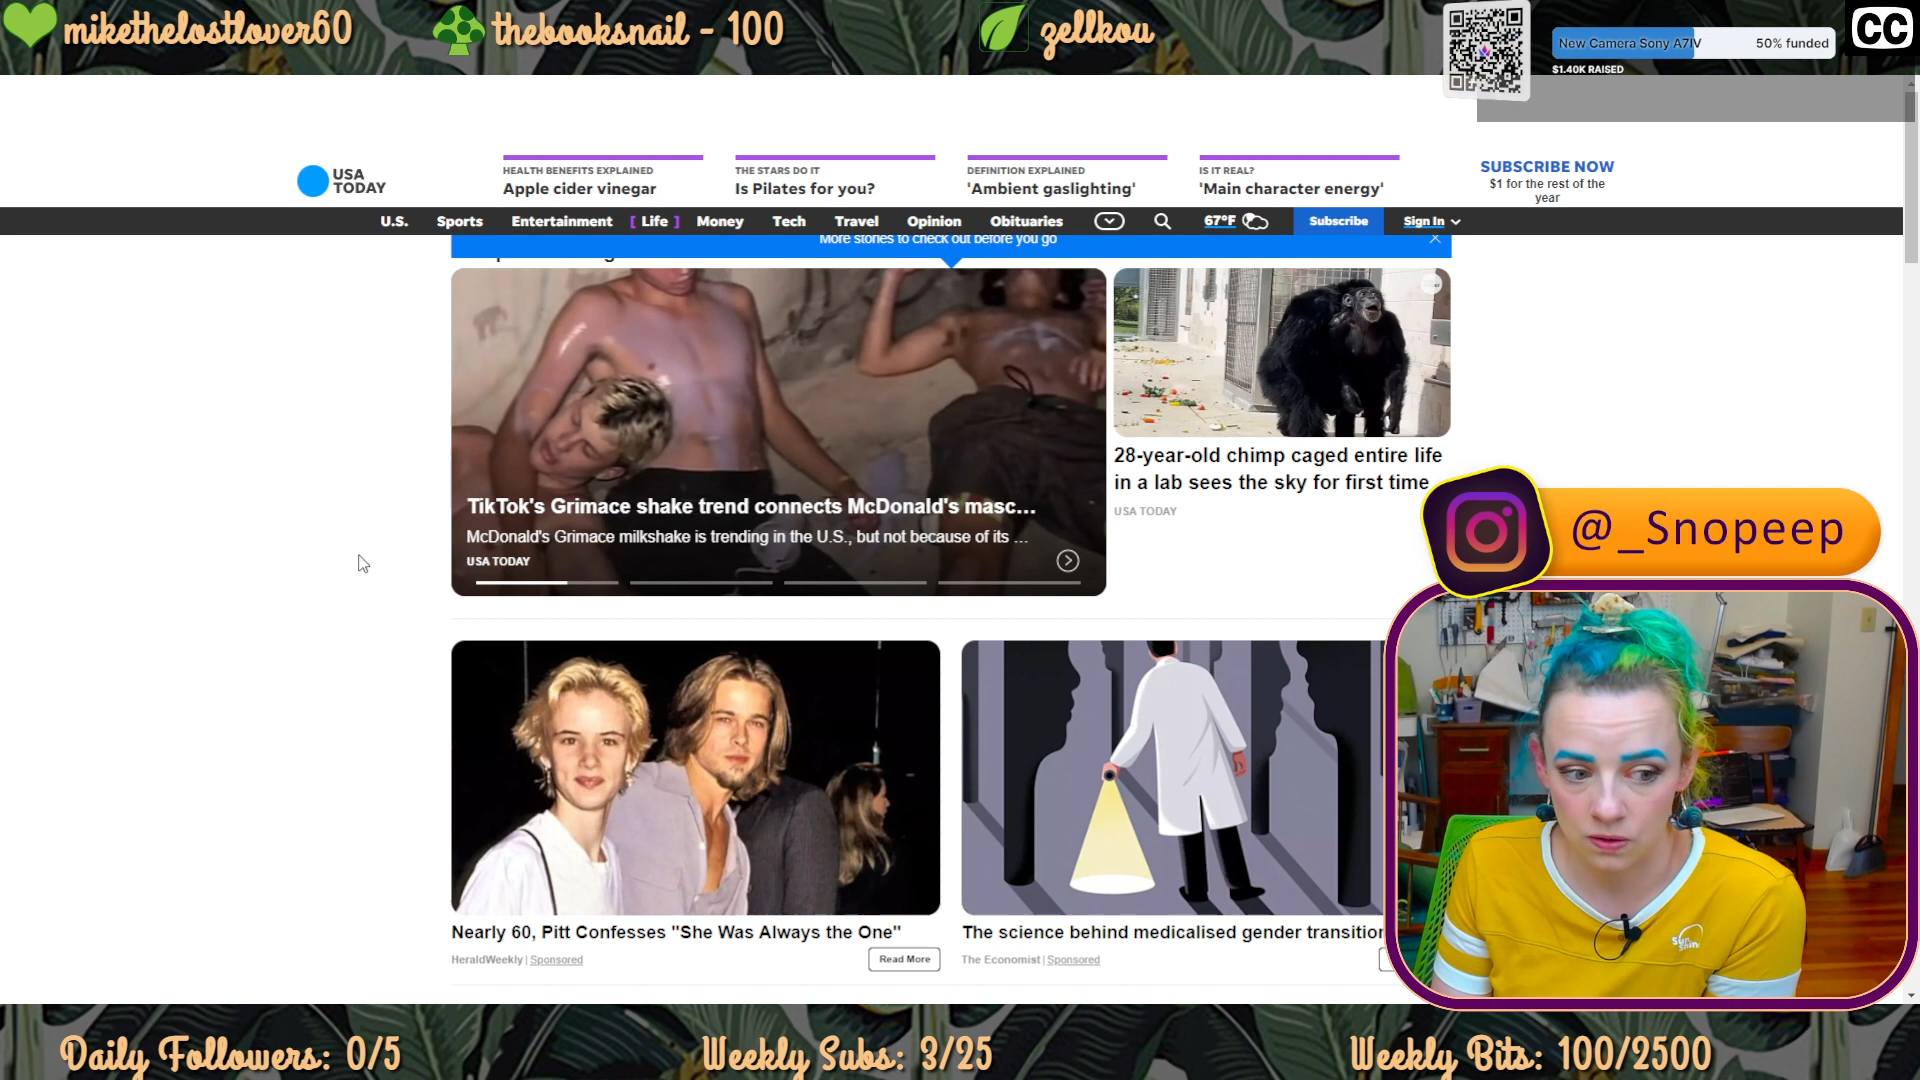 mikethelostlover60
thebooksnail - 100
zellkou
New Camera Sony A7IV 50% funded
$1.40K RAISED
CC
USA
TODAY
HEALTH BENEFITS EXPLAINED
Apple cider vinegar
THE STARS DO IT
Is Pilates for you?
DEFINITION EXPLAINED
'Ambient gaslighting'
IS IT REAL?
'Main character energy'
SUBSCRIBE NOW
$1 for the rest of the
year
U.S. Sports Entertainment [ Life ] Money Tech Travel Opinion Obituaries 67°F Subscribe Sign In
More stories to check out before you go
TikTok's Grimace shake trend connects McDonald's masc...
McDonald's Grimace milkshake is trending in the U.S., but not because of its ...
USA TODAY
28-year-old chimp caged entire life
in a lab sees the sky for first time
USA TODAY
@_Snopeep
Nearly 60, Pitt Confesses "She Was Always the One"
HeraldWeekly | Sponsored
Read More
The science behind medicalised gender transition
The Economist | Sponsored
Sun
Shine
Daily Followers: 0/5
Weekly Subs: 3/25
Weekly Bits: 100/2500